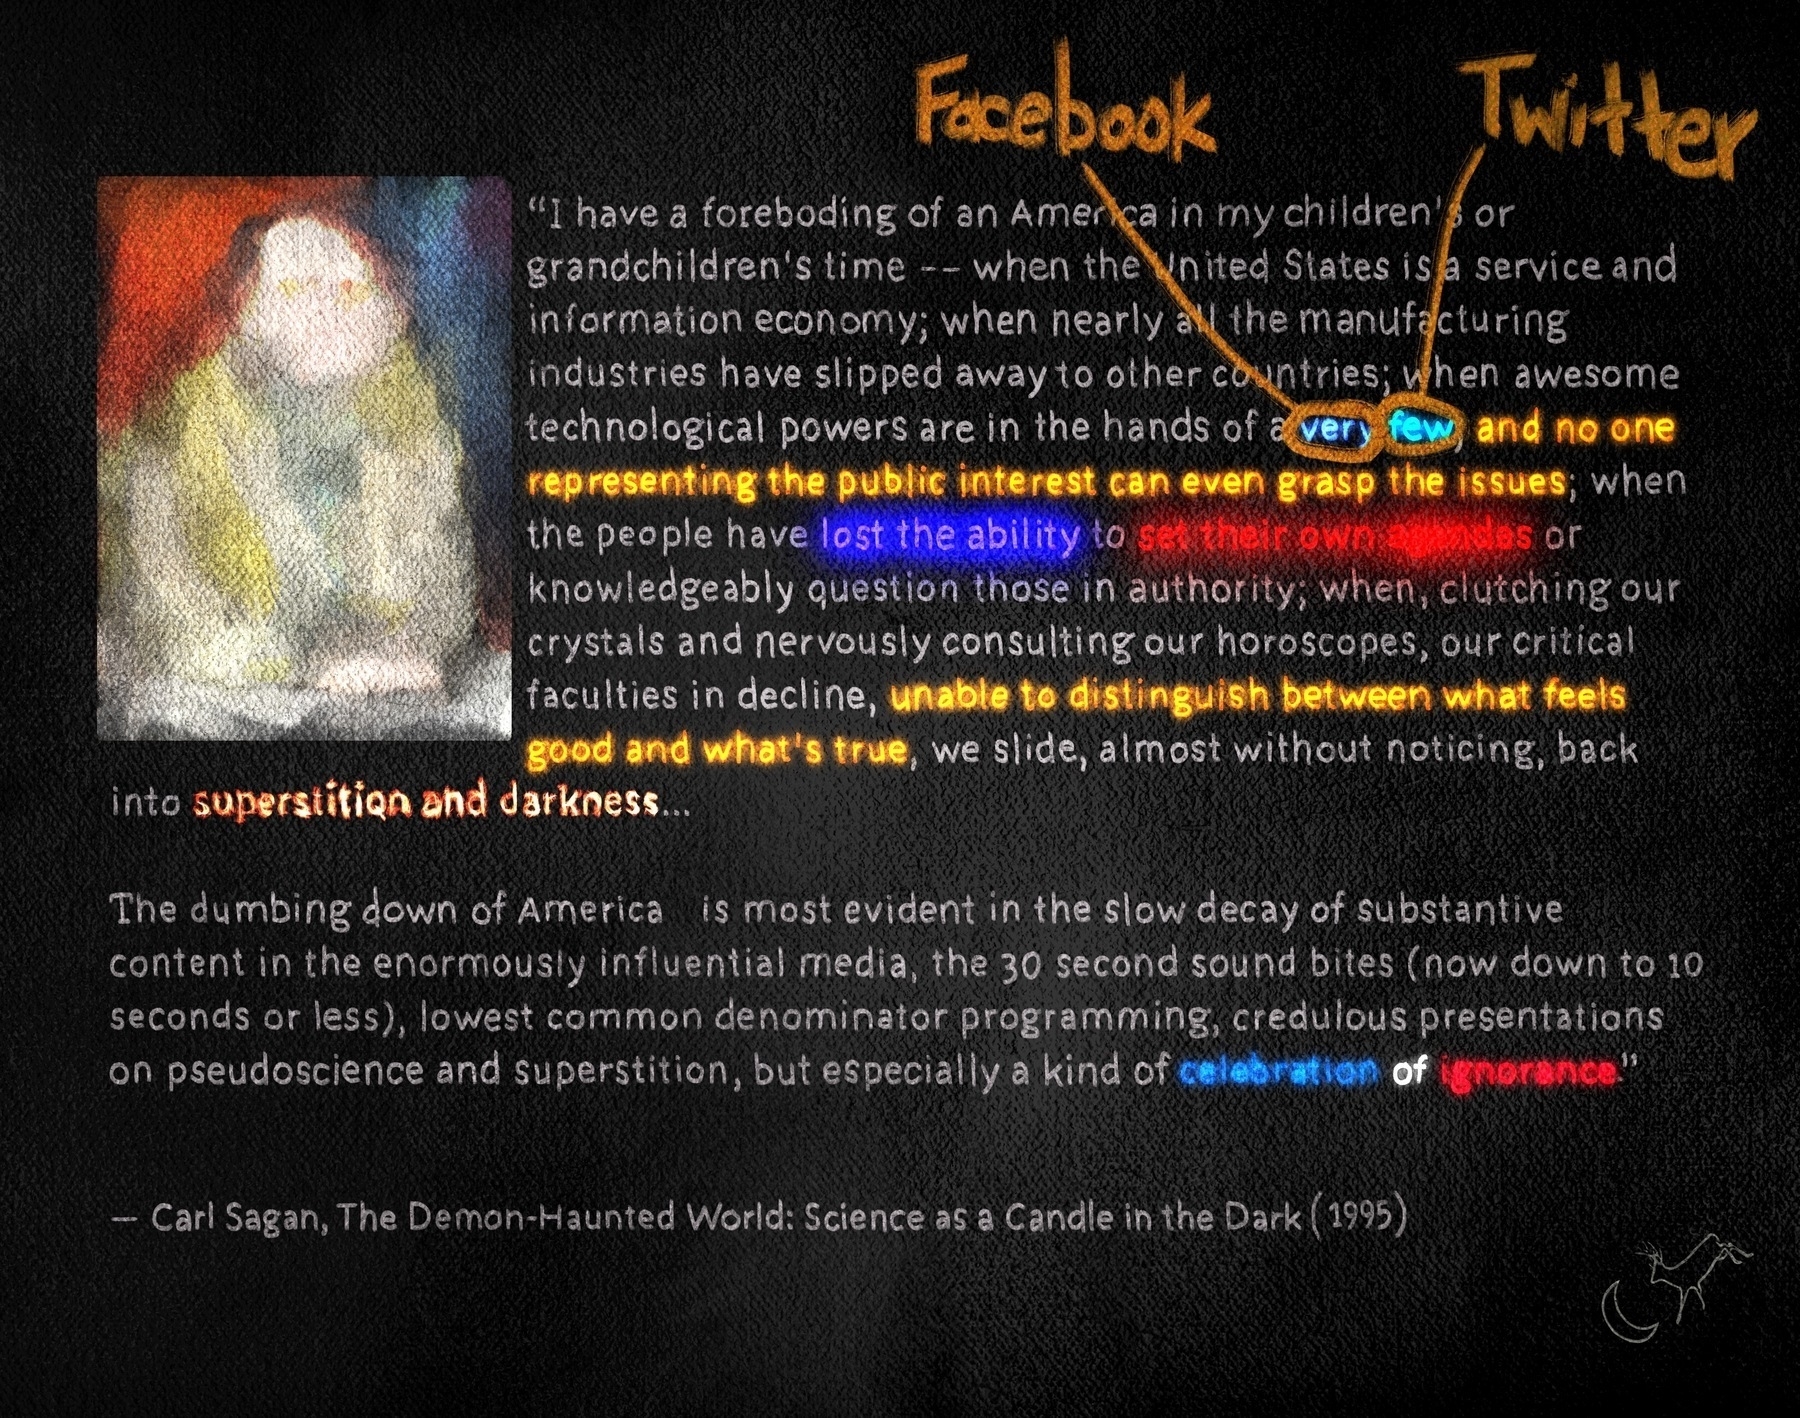 Facebook Twitter
“I have a foreboding of an America in my children's or
grandchildren's time -- when the United States is a service and
information economy; when nearly all the manufacturing
industries have slipped away to other countries; when awesome
technological powers are in the hands of a very few, and no one
representing the public interest can even grasp the issues; when
the people have lost the ability to set their own agendas or
knowledgeably question those in authority; when, clutching our
crystals and nervously consulting our horoscopes, our critical
faculties in decline, unable to distinguish between what feels
good and what's true, we slide, almost without noticing, back
into superstition and darkness...
The dumbing down of America is most evident in the slow decay of substantive
content in the enormously influential media, the 30 second sound bites (now down to 10
seconds or less), lowest common denominator programming, credulous presentations
on pseudoscience and superstition, but especially a kind of celebration of ignorance”
— Carl Sagan, The Demon-Haunted World: Science as a Candle in the Dark (1995)